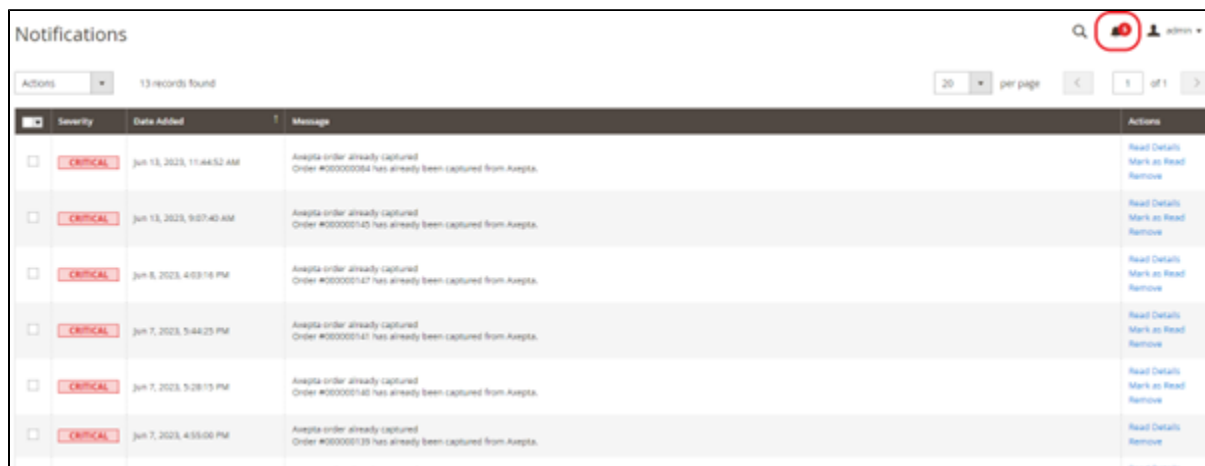 Notifications
admin
Actions
13 records found
20
per page
1
of 1
Severity
Date Added
Message
Actions
CRITICAL
Jun 13, 2023, 11:44:52 AM
Axepta order already captured
Order #000000084 has already been captured from Axepta.
Read Details
Mark as Read
Remove
CRITICAL
Jun 13, 2023, 9:07:40 AM
Axepta order already captured
Order #000000145 has already been captured from Axepta.
Read Details
Mark as Read
Remove
CRITICAL
Jun 8, 2023, 4:03:16 PM
Axepta order already captured
Order #000000147 has already been captured from Axepta.
Read Details
Mark as Read
Remove
CRITICAL
Jun 7, 2023, 5:44:25 PM
Axepta order already captured
Order #000000141 has already been captured from Axepta.
Read Details
Mark as Read
Remove
CRITICAL
Jun 7, 2023, 5:28:15 PM
Axepta order already captured
Order #000000148 has already been captured from Axepta.
Read Details
Mark as Read
Remove
CRITICAL
Jun 7, 2023, 4:55:00 PM
Axepta order already captured
Order #000000139 has already been captured from Axepta.
Read Details
Remove